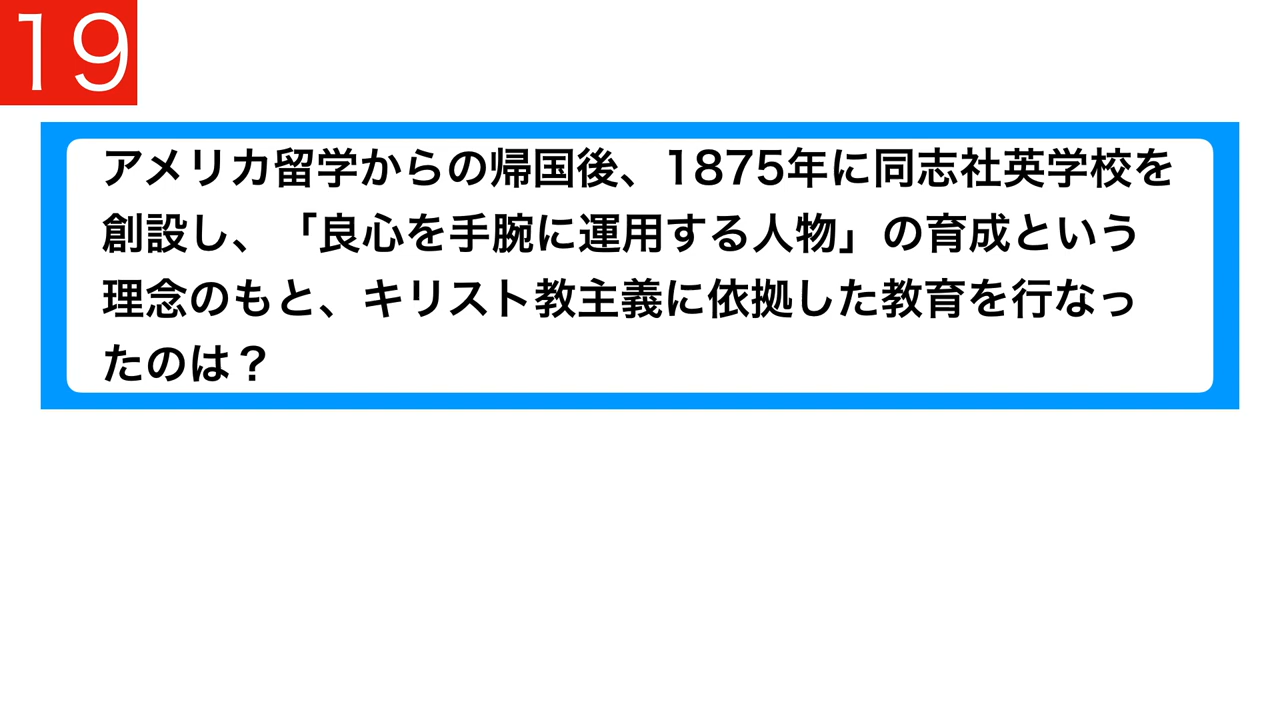 19
アメリカ留学からの帰国後、1875年に同志社英学校を
創設し、「良心を手腕に運用する人物」の育成という
理念のもと、キリスト教主義に依拠した教育を行なっ
たのは？